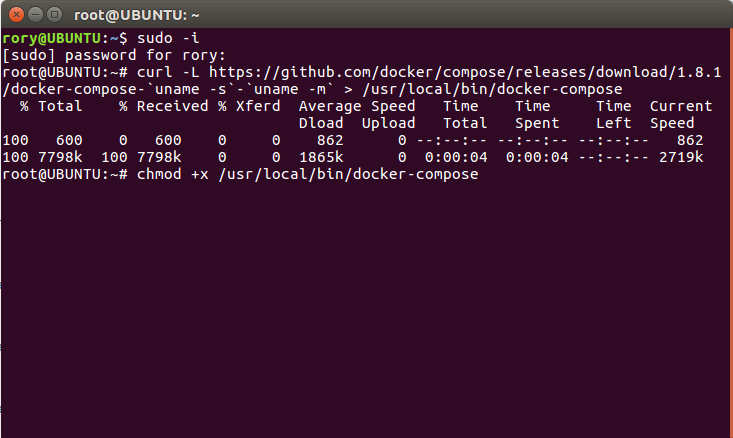 root@UBUNTU: ~
rory@UBUNTU:~$ sudo -i
[sudo] password for rory:
root@UBUNTU:~# curl -L https://github.com/docker/compose/releases/download/1.8.1
/docker-compose-`uname -s`-`uname -m` > /usr/local/bin/docker-compose
  % Total    % Received % Xferd  Average Speed   Time    Time     Time  Current
                                 Dload  Upload   Total   Spent    Left  Speed
100   600    0   600    0     0    862      0 --:--:-- --:--:-- --:--:--   862
100 7798k  100 7798k    0     0  1865k      0  0:00:04  0:00:04 --:--:-- 2719k
root@UBUNTU:~# chmod +x /usr/local/bin/docker-compose